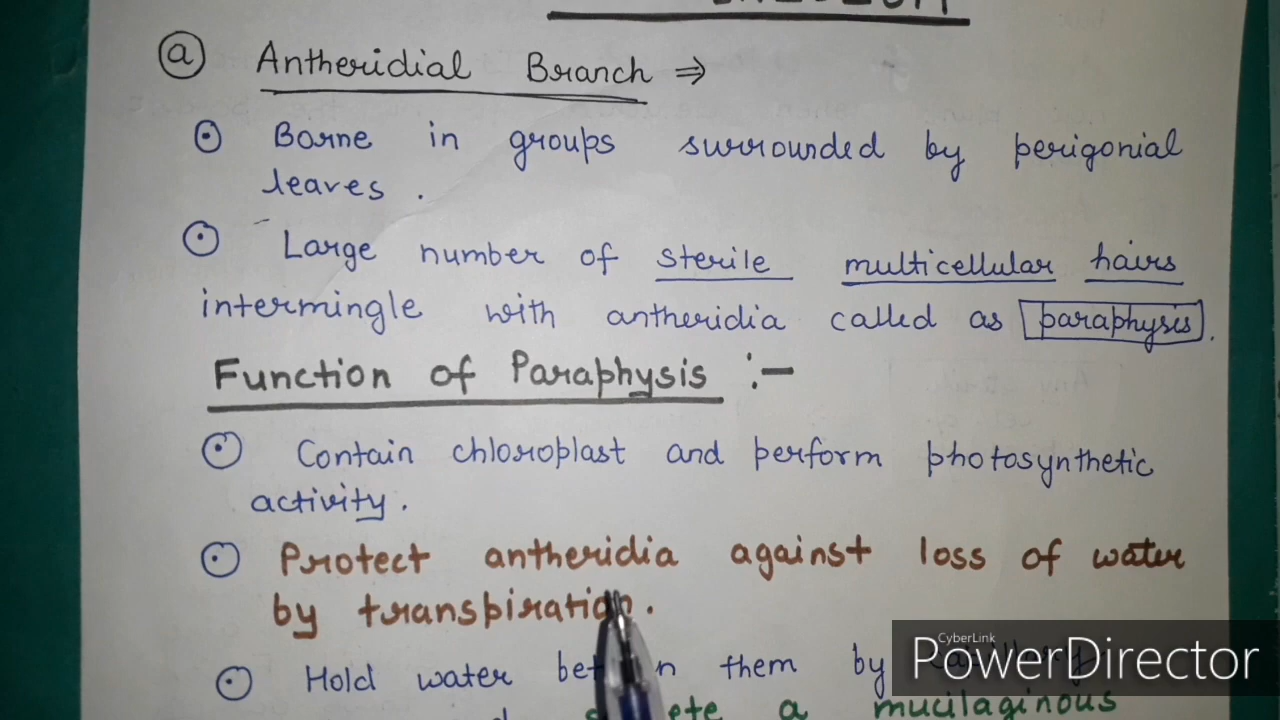 ⓐ Antheridial Branch ⇒
⊙ Borne in groups surrounded by perigonial
leaves .
⊙ Large number of sterile multicellular hairs
intermingle with antheridia called as paraphysis .
Function of Paraphysis :-
⊙ Contain chloroplast and perform photosynthetic
activity .
⊙ Protect antheridia against loss of water
by transpiration .
⊙ Hold water them by
a mucilaginous
CyberLink
PowerDirector